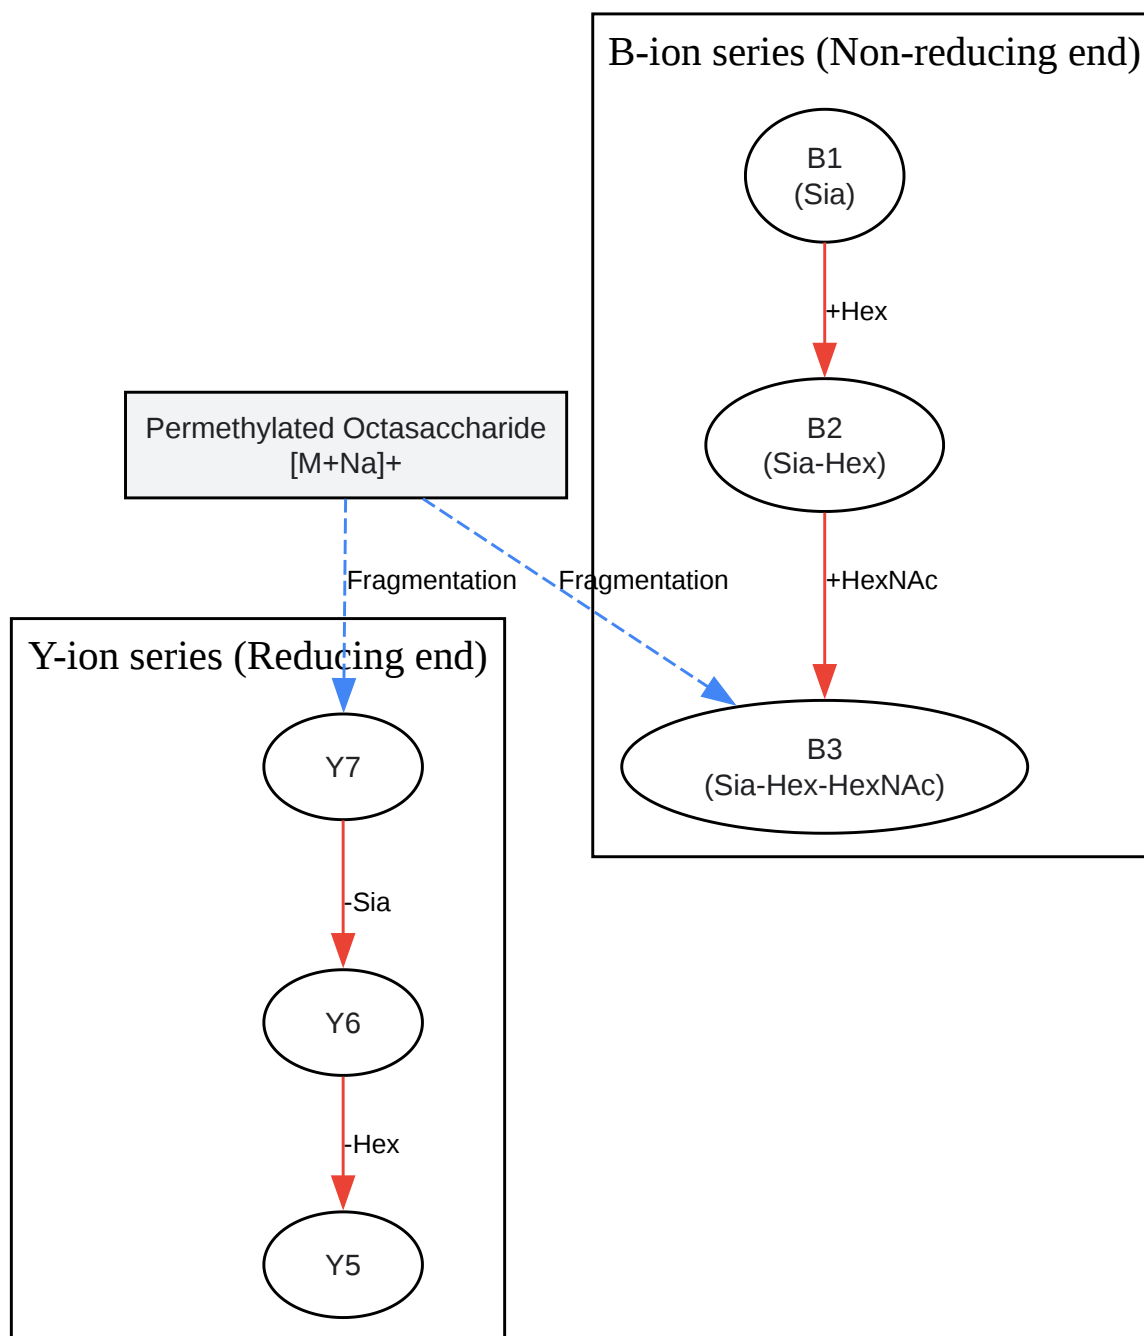 B-ion series (Non-reducing end)
B1
(Sia)
+Hex
Permethylated Octasaccharide
[M+Na]+
B2
(Sia-Hex)
Fragmentation
Fragmentation
+HexNAc
Y-ion series (Reducing end)
Y7
B3
(Sia-Hex-HexNAc)
-Sia
Y6
-Hex
Y5